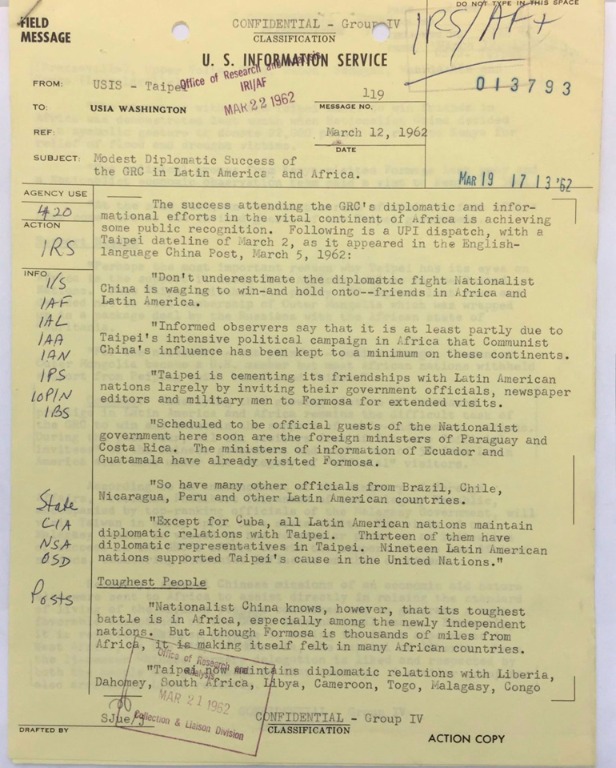 DO NOT TYPE IN THIS SPACE
FIELD
MESSAGE
CONFIDENTIAL - Group IV
CLASSIFICATION
IRS/AF
U. S. INFORMATION SERVICE
Office of Research and Analysis
IRI/AF
MAR 22 1962
FROM: USIS - Taipei
119
MESSAGE NO.
013793
TO: USIA WASHINGTON
REF:
March 12, 1962
DATE
SUBJECT: Modest Diplomatic Success of
the GRC in Latin America and Africa.
MAR 19 17 13 '62
AGENCY USE
420
ACTION
IRS
INFO
I/S
IAF
IAL
IAA
IAN
IPS
IOP/N
IBS
State
CIA
NSA
OSD
Posts
The success attending the GRC's diplomatic and infor-
mational efforts in the vital continent of Africa is achieving
some public recognition. Following is a UPI dispatch, with a
Taipei dateline of March 2, as it appeared in the English-
language China Post, March 5, 1962:
"Don't underestimate the diplomatic fight Nationalist
China is waging to win-and hold onto--friends in Africa and
Latin America.
"Informed observers say that it is at least partly due to
Taipei's intensive political campaign in Africa that Communist
China's influence has been kept to a minimum on these continents.
"Taipei is cementing its friendships with Latin American
nations largely by inviting their government officials, newspaper
editors and military men to Formosa for extended visits.
"Scheduled to be official guests of the Nationalist
government here soon are the foreign ministers of Paraguay and
Costa Rica. The ministers of information of Ecuador and
Guatamala have already visited Formosa.
"So have many other officials from Brazil, Chile,
Nicaragua, Peru and other Latin American countries.
"Except for Cuba, all Latin American nations maintain
diplomatic relations with Taipei. Thirteen of them have
diplomatic representatives in Taipei. Nineteen Latin American
nations supported Taipei's cause in the United Nations."
Toughest People
"Nationalist China knows, however, that its toughest
battle is in Africa, especially among the newly independent
nations. But although Formosa is thousands of miles from
Africa, it is making itself felt in many African countries.
"Taipei now maintains diplomatic relations with Liberia,
Dahomey, South Africa, Libya, Cameroon, Togo, Malagasy, Congo
Office of Research and
Analysis
MAR 21 1962
Collection & Liaison Division
SJue/
CONFIDENTIAL - Group IV
CLASSIFICATION
DRAFTED BY
ACTION COPY